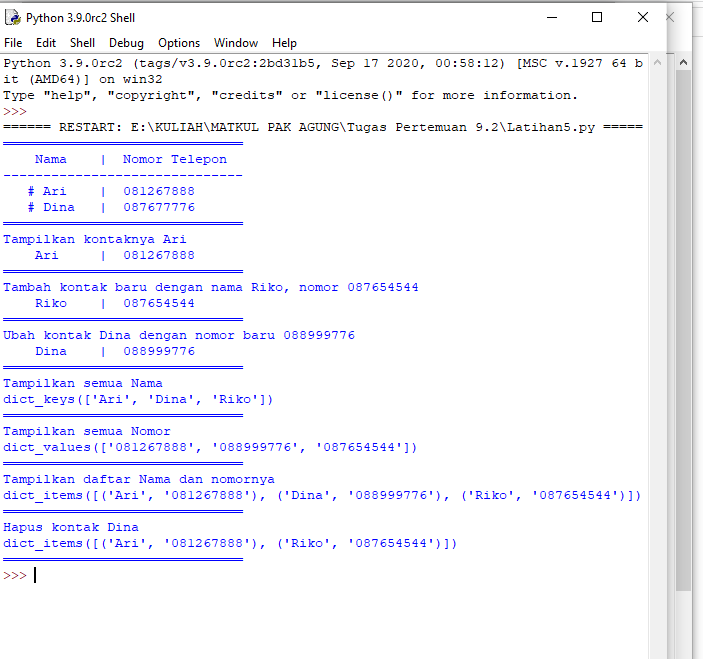 Python 3.9.0rc2 Shell
File Edit Shell Debug Options Window Help
Python 3.9.0rc2 (tags/v3.9.0rc2:2bd31b5, Sep 17 2020, 00:58:12) [MSC v.1927 64 b
it (AMD64)] on win32
Type "help", "copyright", "credits" or "license()" for more information.
>>>
====== RESTART: E:\KULIAH\MATKUL PAK AGUNG\Tugas Pertemuan 9.2\Latihan5.py =====
==============================
Nama | Nomor Telepon
------------------------------
# Ari | 081267888
# Dina | 087677776
==============================
Tampilkan kontaknya Ari
Ari | 081267888
==============================
Tambah kontak baru dengan nama Riko, nomor 087654544
Riko | 087654544
==============================
Ubah kontak Dina dengan nomor baru 088999776
Dina | 088999776
==============================
Tampilkan semua Nama
dict_keys(['Ari', 'Dina', 'Riko'])
==============================
Tampilkan semua Nomor
dict_values(['081267888', '088999776', '087654544'])
==============================
Tampilkan daftar Nama dan nomornya
dict_items([('Ari', '081267888'), ('Dina', '088999776'), ('Riko', '087654544')])
==============================
Hapus kontak Dina
dict_items([('Ari', '081267888'), ('Riko', '087654544')])
==============================
>>>